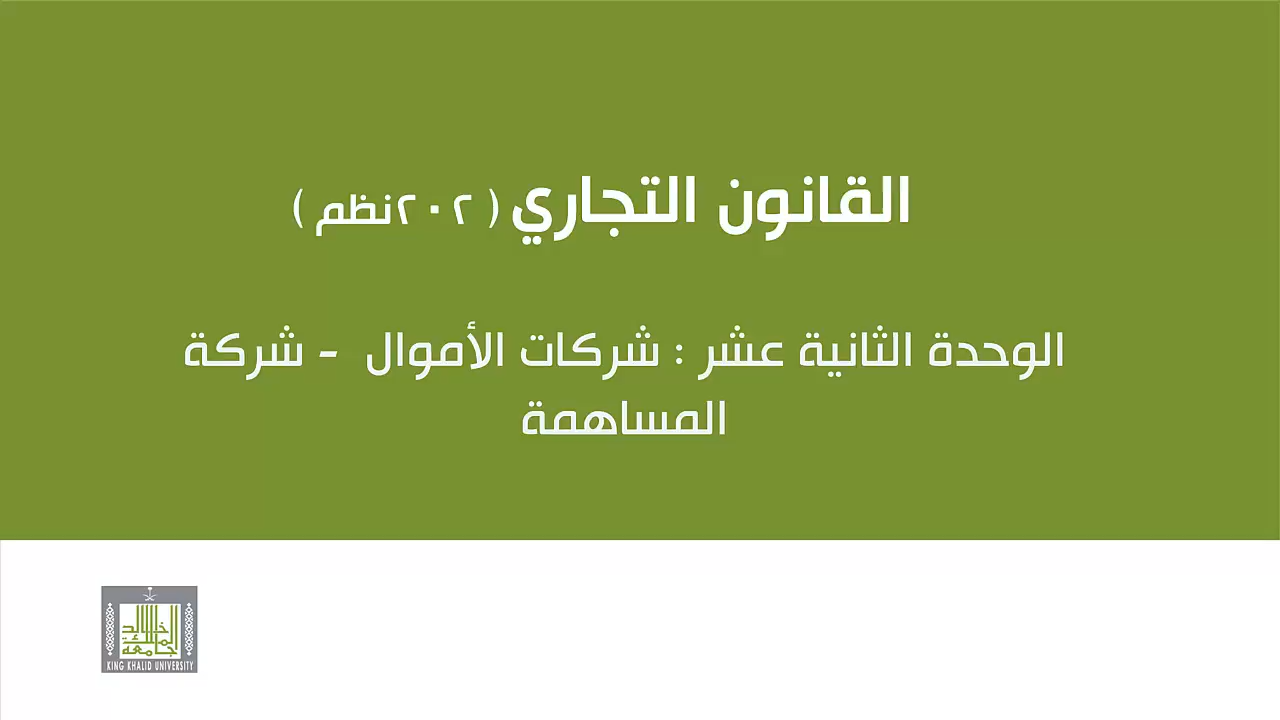 القانون التجاري ( ٢٠٢نظم )
الوحدة الثانية عشر : شركات الأموال - شركة
المساهمة
جامعة الملك خالد
KING KHALID UNIVERSITY